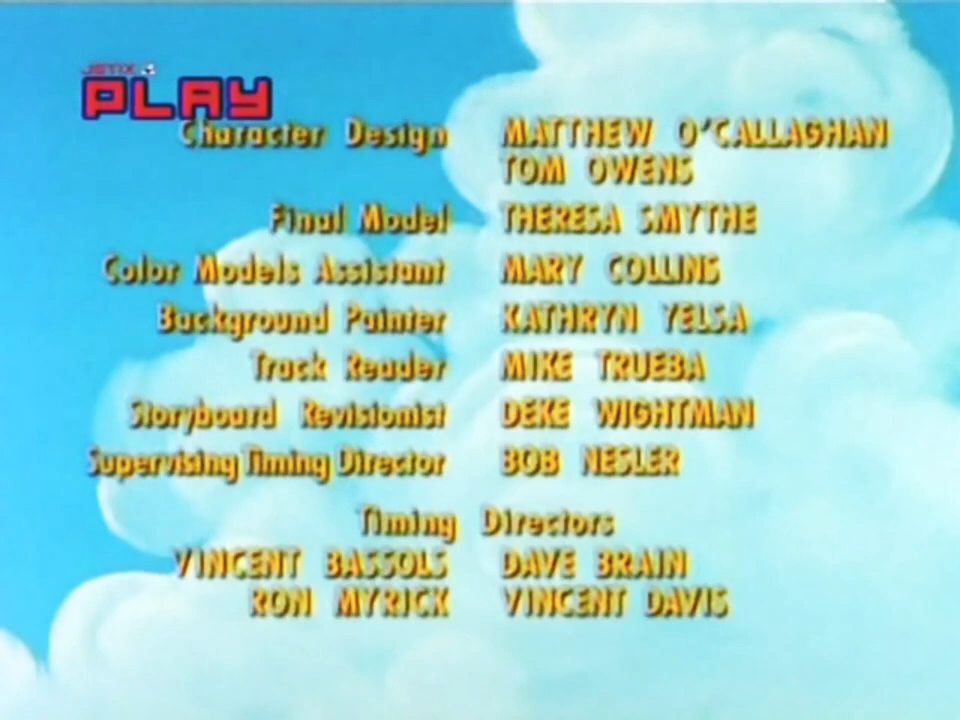 JETIX
PLAY
Character Design MATTHEW O'CALLAGHAN
TOM OWENS
Final Model THERESA SMYTHE
Color Models Assistant MARY COLLINS
Background Painter KATHRYN YELSA
Track Reader MIKE TRUEBA
Storyboard Revisionist DEKE WIGHTMAN
Supervising Timing Director BOB NESLER
Timing Directors
VINCENT BASSOLS DAVE BRAIN
RON MYRICK VINCENT DAVIS